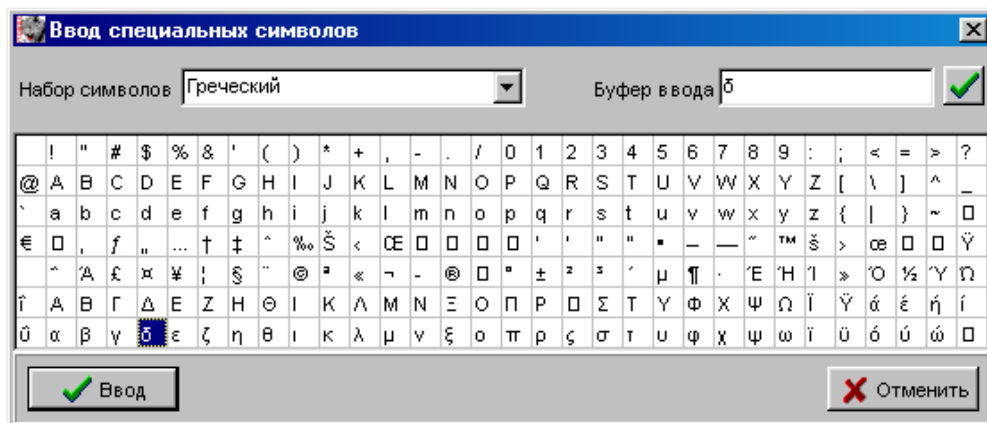 Ввод специальных символов
Набор символов Греческий Буфер ввода δ
! " # $ % & ' ( ) * + , - . / 0 1 2 3 4 5 6 7 8 9 : ; < = > ?
@ A B C D E F G H I J K L M N O P Q R S T U V W X Y Z [ \ ] ^ _
` a b c d e f g h i j k l m n o p q r s t u v w x y z { | } ~ □
€ □ ‚ ƒ „ … † ‡ ˆ ‰ Š ‹ Œ □ □ □ □ ' ' " " • – — ˜ ™ š › œ □ □ Ÿ
΅ Ά £ ¤ ¥ ¦ § ¨ © ª « ¬ - ® □ ° ± ² ³ ΄ µ ¶ · Έ Ή Ί » Ό ½ Ύ Ώ
ΐ Α Β Γ Δ Ε Ζ Η Θ Ι Κ Λ Μ Ν Ξ Ο Π Ρ □ Σ Τ Υ Φ Χ Ψ Ω Ϊ Ϋ ά έ ή ί
ΰ α β γ δ ε ζ η θ ι κ λ μ ν ξ ο π ρ ς σ τ υ φ χ ψ ω ϊ ϋ ό ύ ώ □
Ввод Отменить